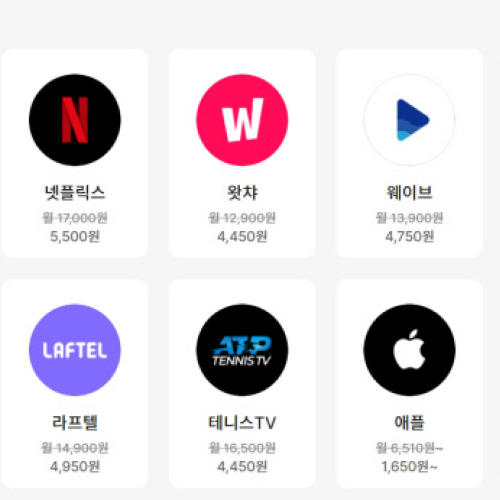 N
W
넷플릭스
왓챠
웨이브
월 17,000원
월 12,900원
월 13,900원
5,500원
4,450원
4,750원
LAFTEL
ATP
TENNIS TV
라프텔
테니스TV
애플
월 14,900원
월 16,500원
월 6,510원~
4,950원
4,450원
1,650원~